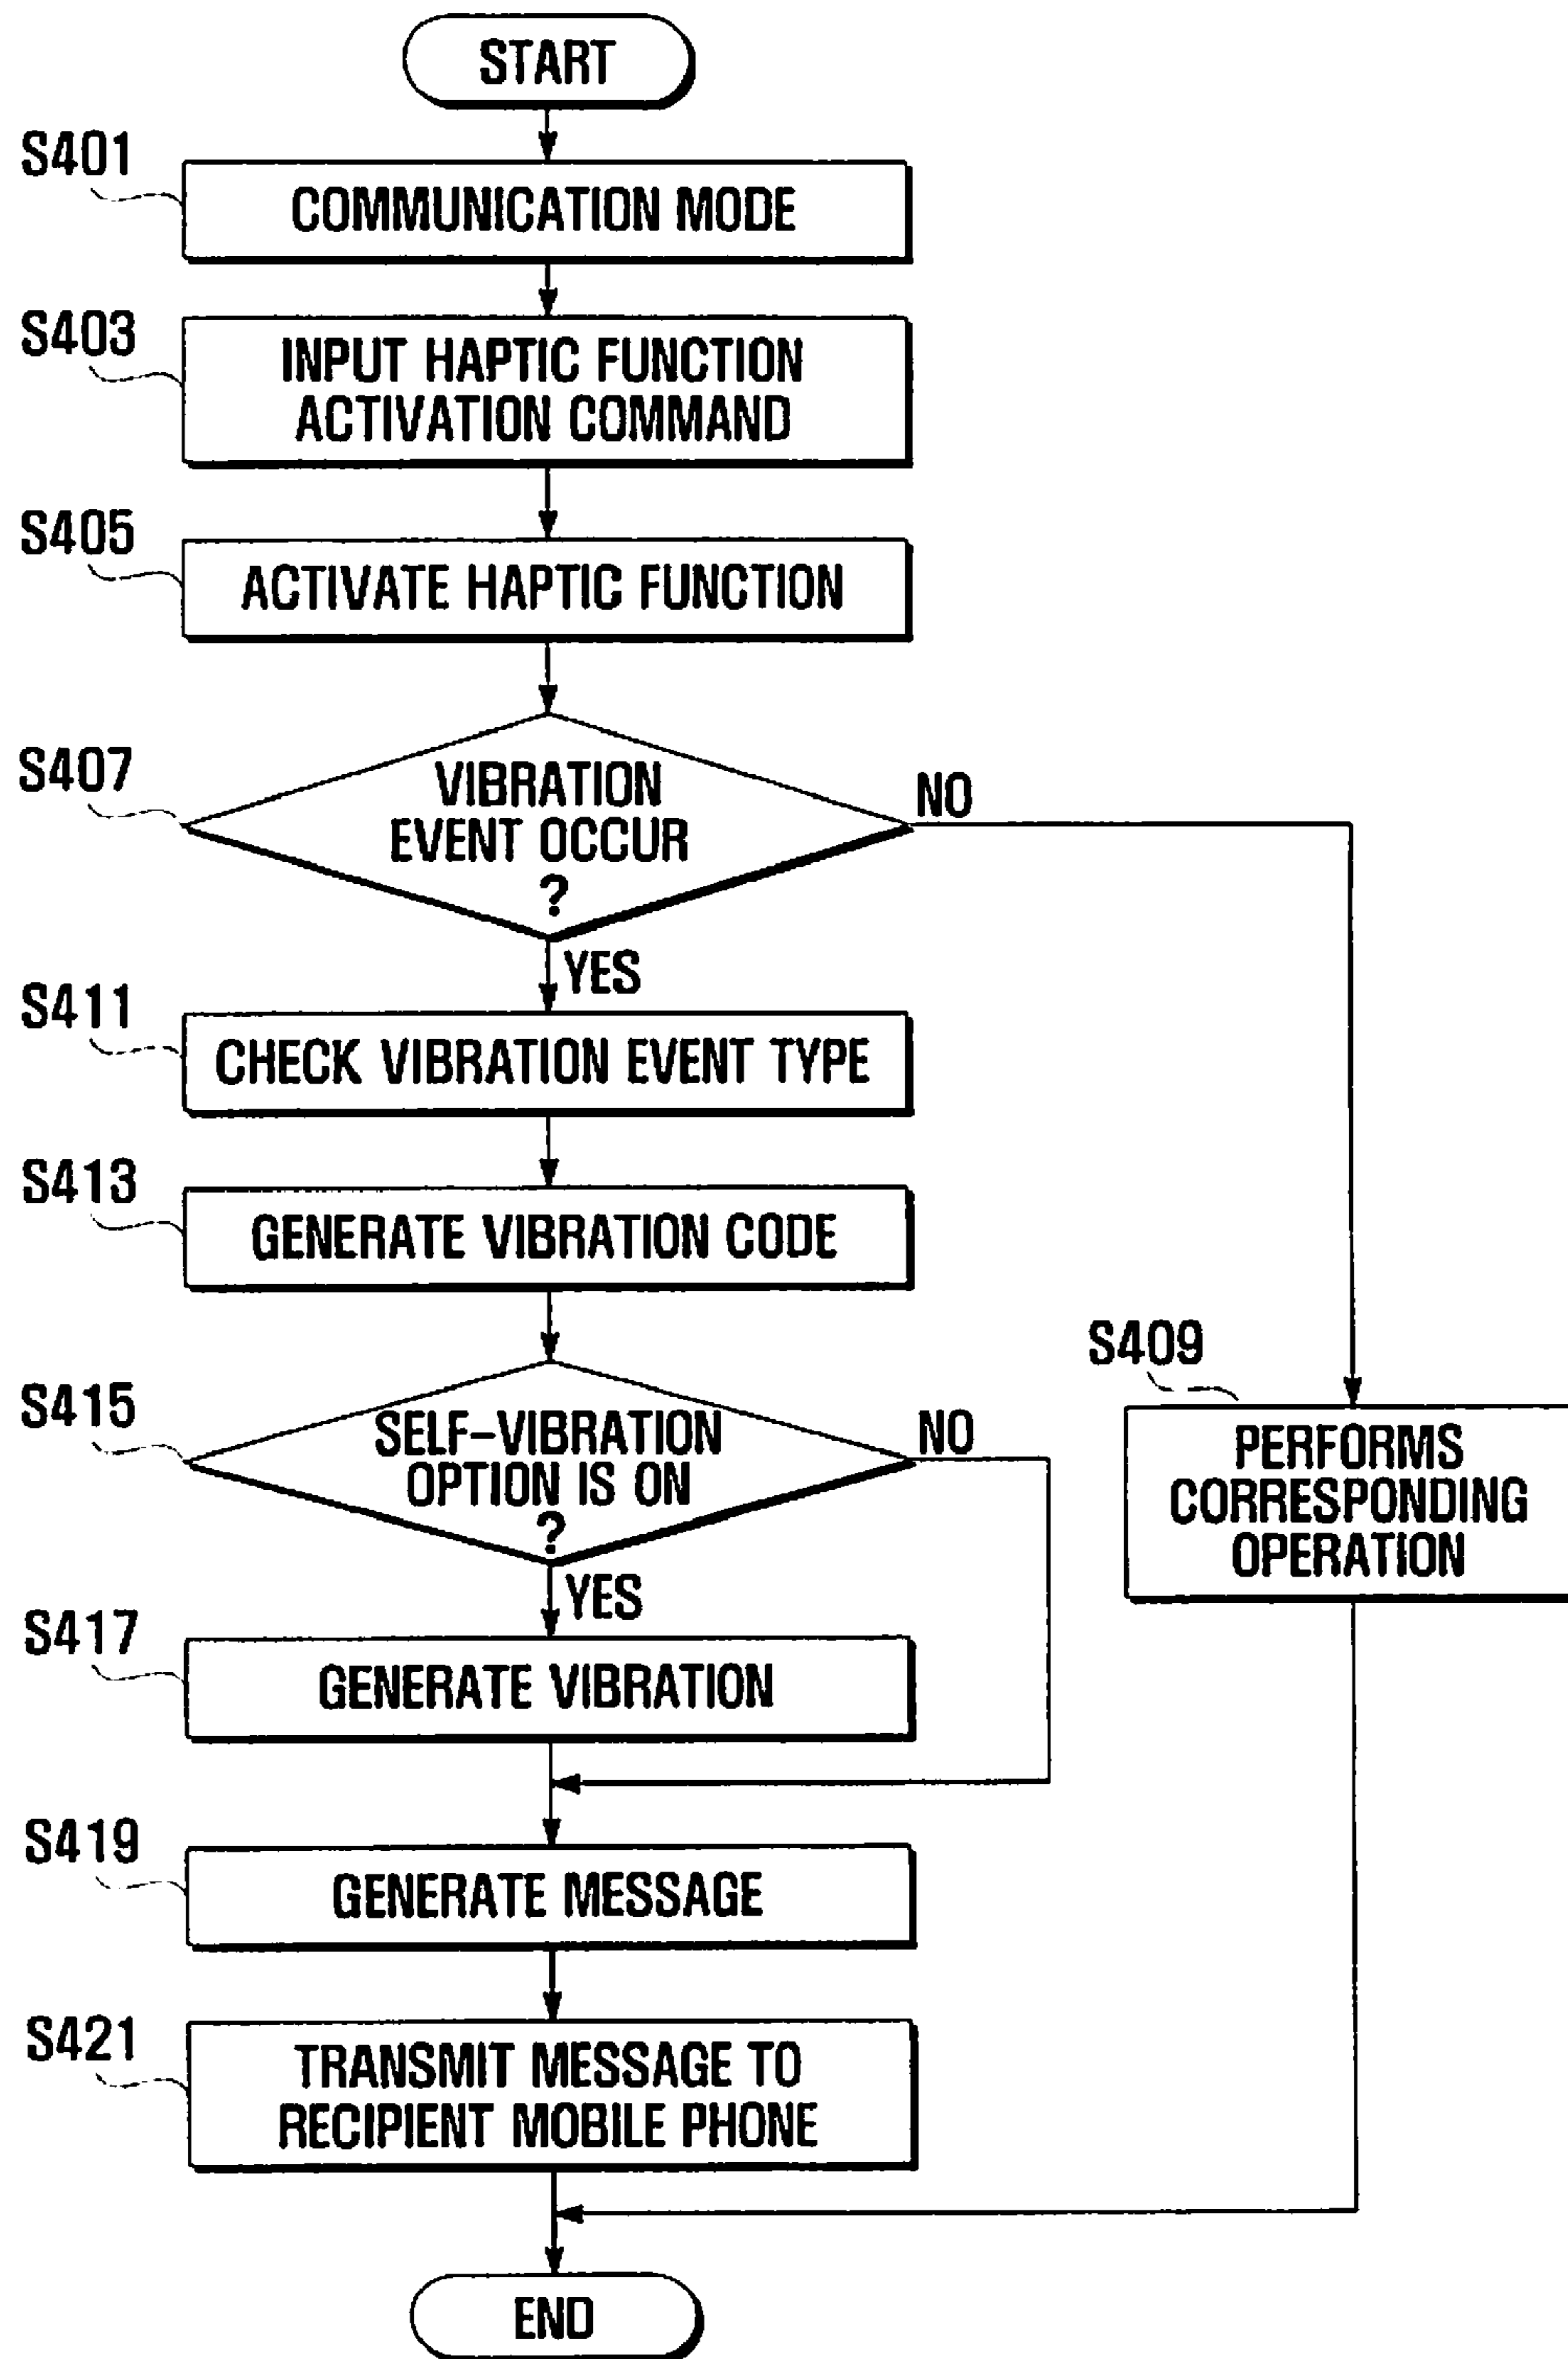 START
S401
COMMUNICATION MODE
S403
INPUT HAPTIC FUNCTION
ACTIVATION COMMAND
S405
ACTIVATE HAPTIC FUNCTION
S407
VIBRATION
EVENT OCCUR
?
NO
YES
S411
CHECK VIBRATION EVENT TYPE
S413
GENERATE VIBRATION CODE
S409
PERFORMS
CORRESPONDING
OPERATION
S415
SELF-VIBRATION
OPTION IS ON
?
NO
YES
S417
GENERATE VIBRATION
S419
GENERATE MESSAGE
S421
TRANSMIT MESSAGE TO
RECIPIENT MOBILE PHONE
END